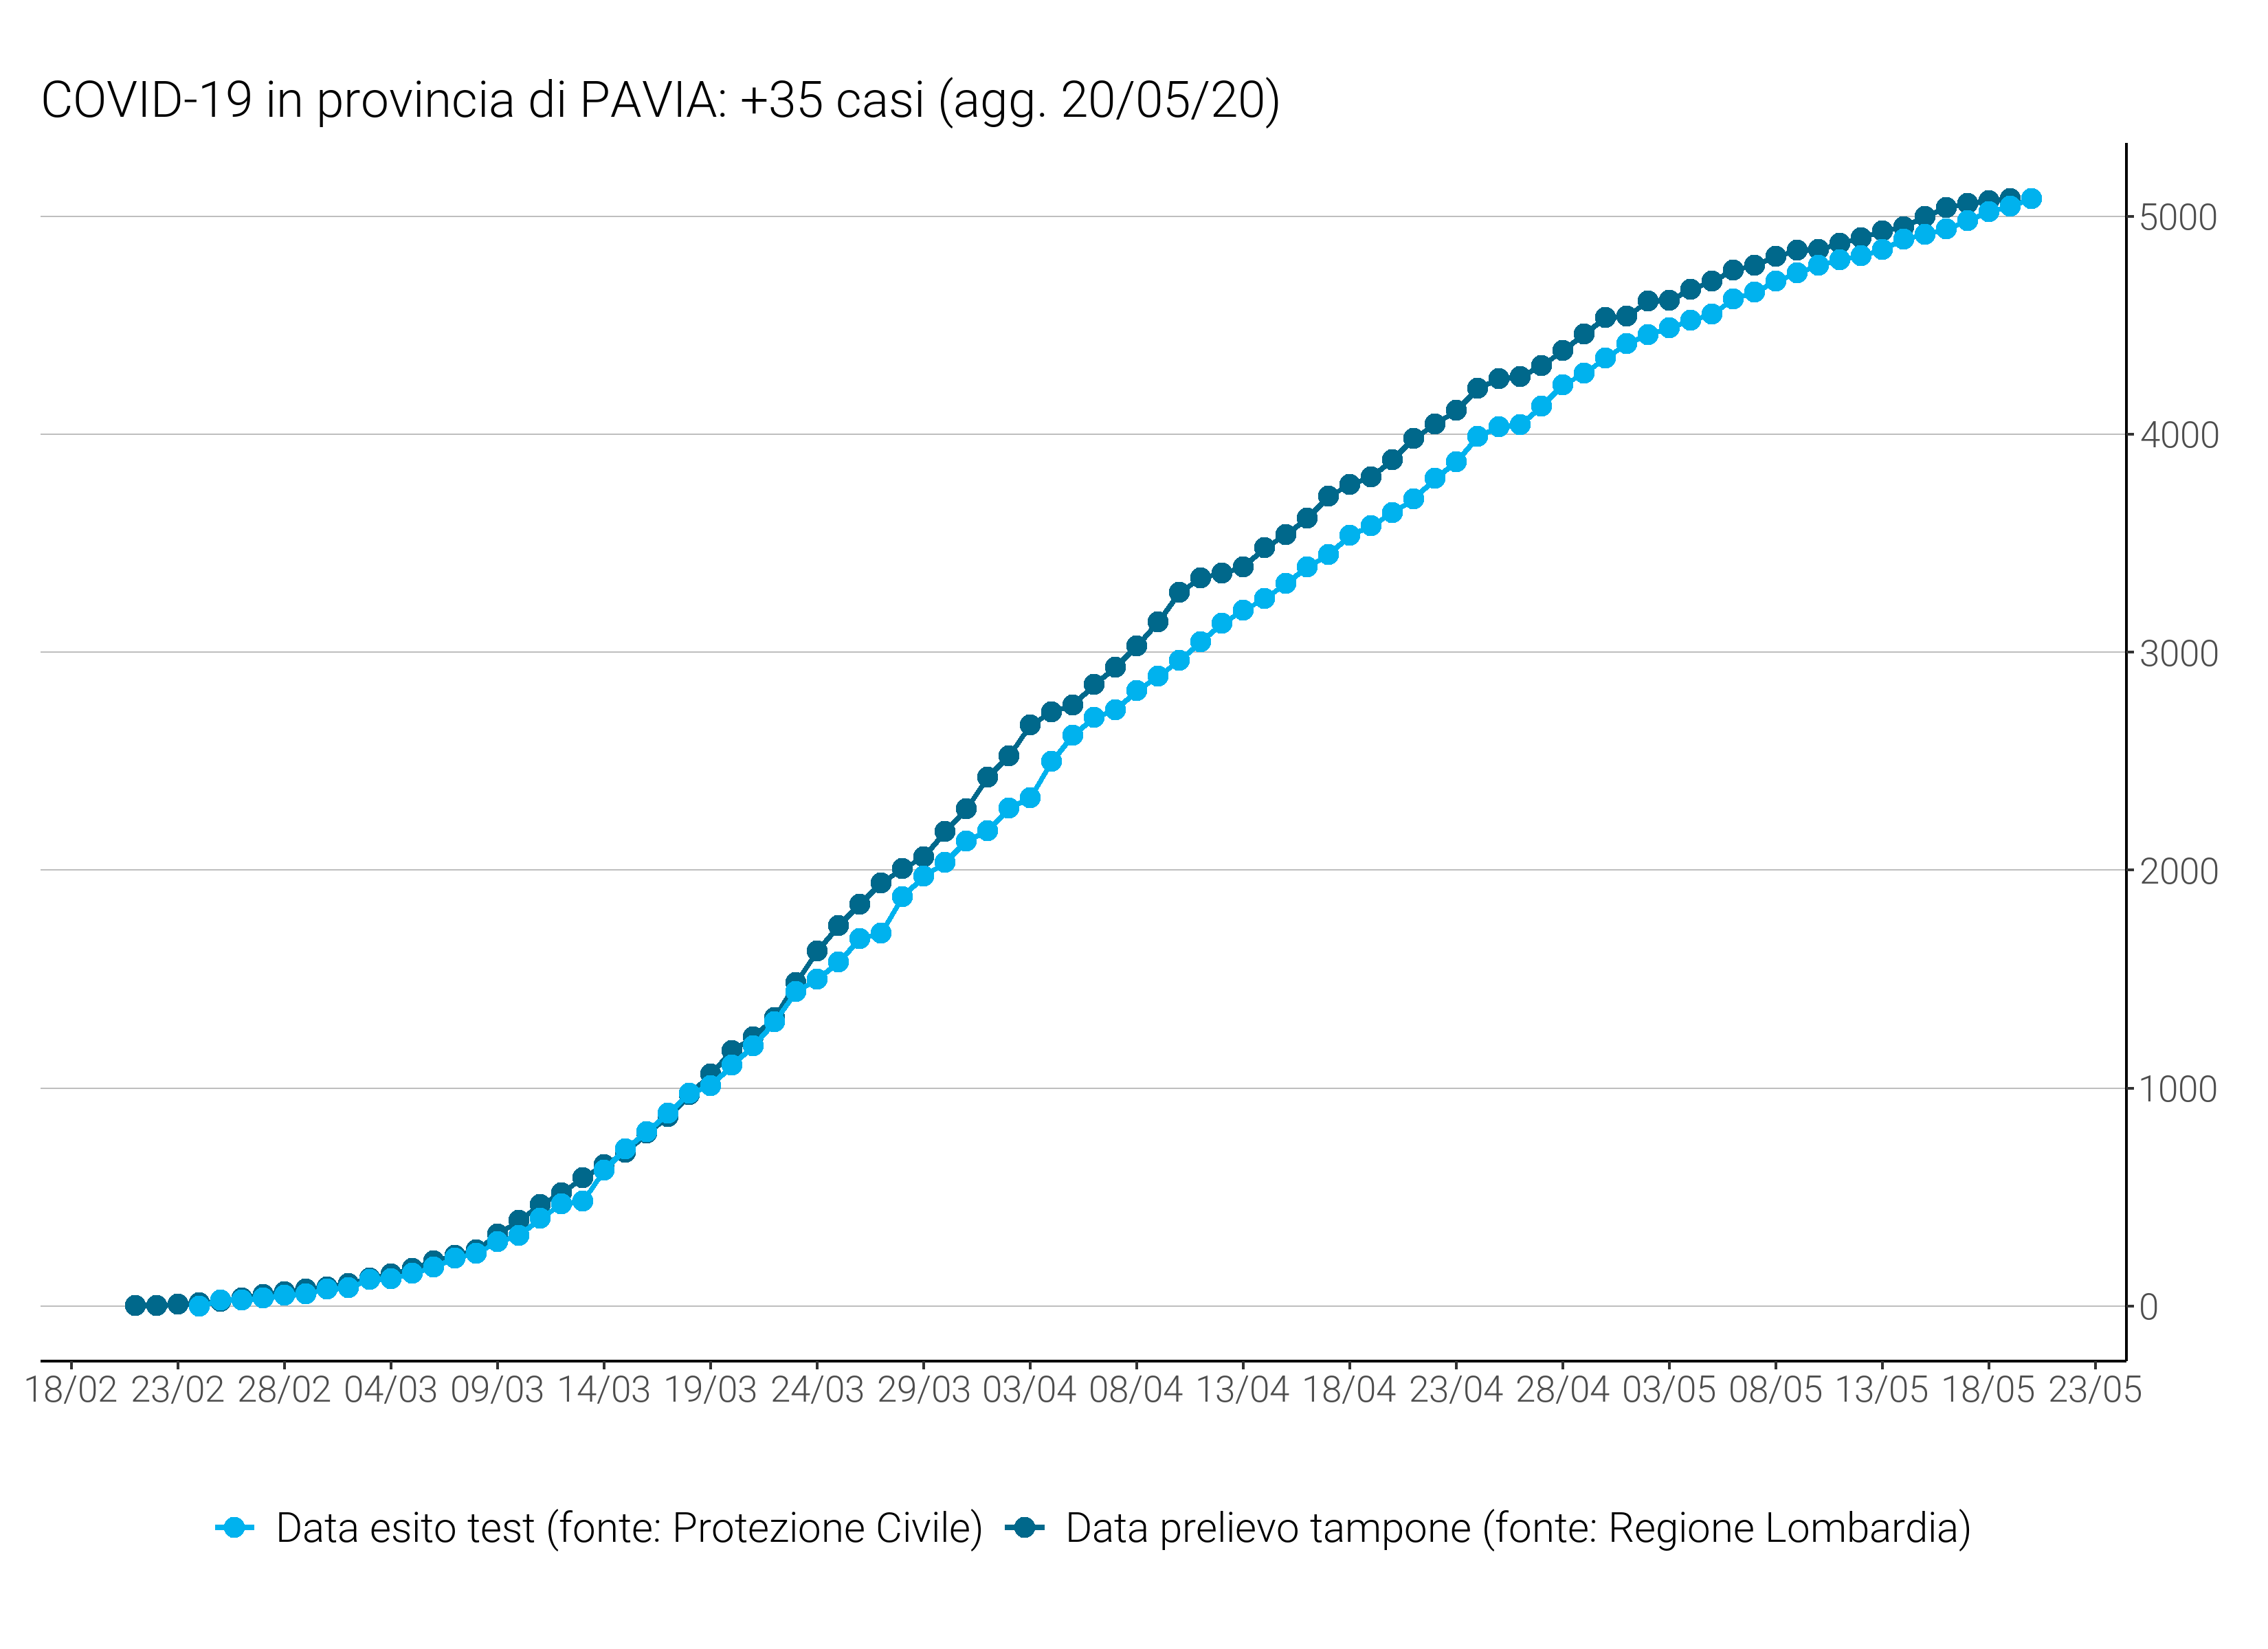 COVID-19 in provincia di PAVIA: +35 casi (agg. 20/05/20)
5000
4000
3000
2000
1000
0
18/02 23/02 28/02 04/03 09/03 14/03 19/03 24/03 29/03 03/04 08/04 13/04 18/04 23/04 28/04 03/05 08/05 13/05 18/05 23/05
Data esito test (fonte: Protezione Civile) Data prelievo tampone (fonte: Regione Lombardia)